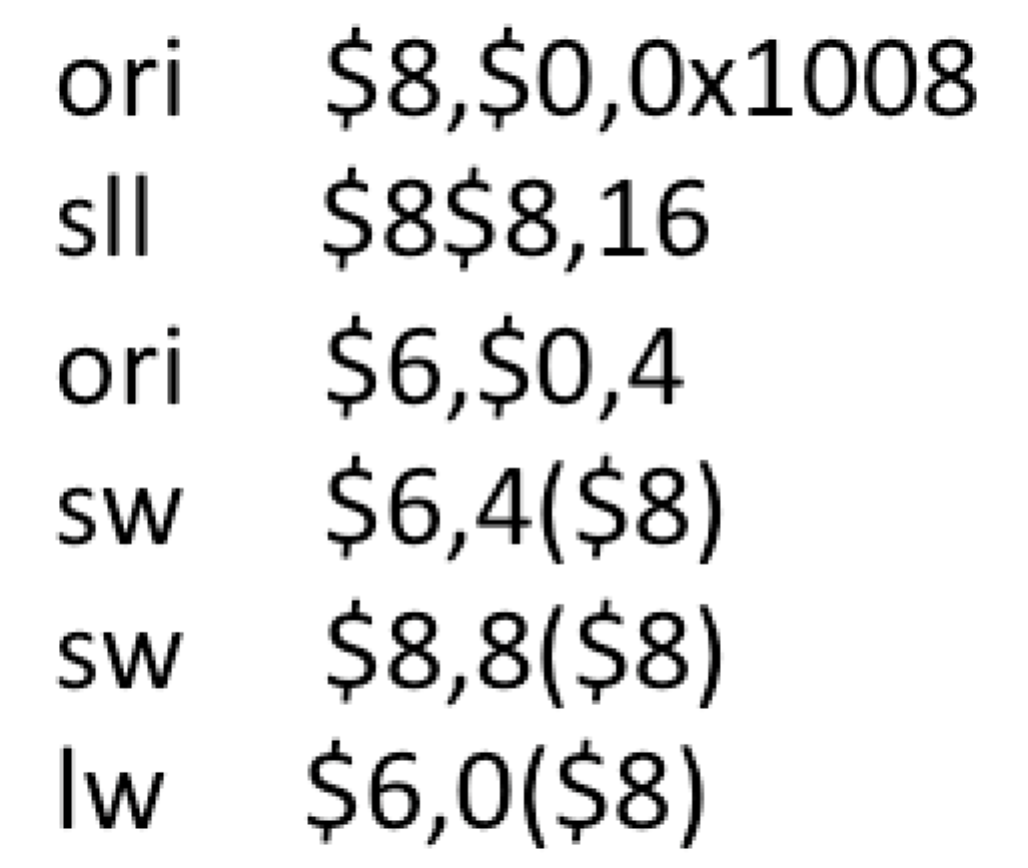 ori $8,$0,0x1008
sll $8$8,16
ori $6,$0,4
sw $6,4($8)
sw $8,8($8)
lw $6,0($8)